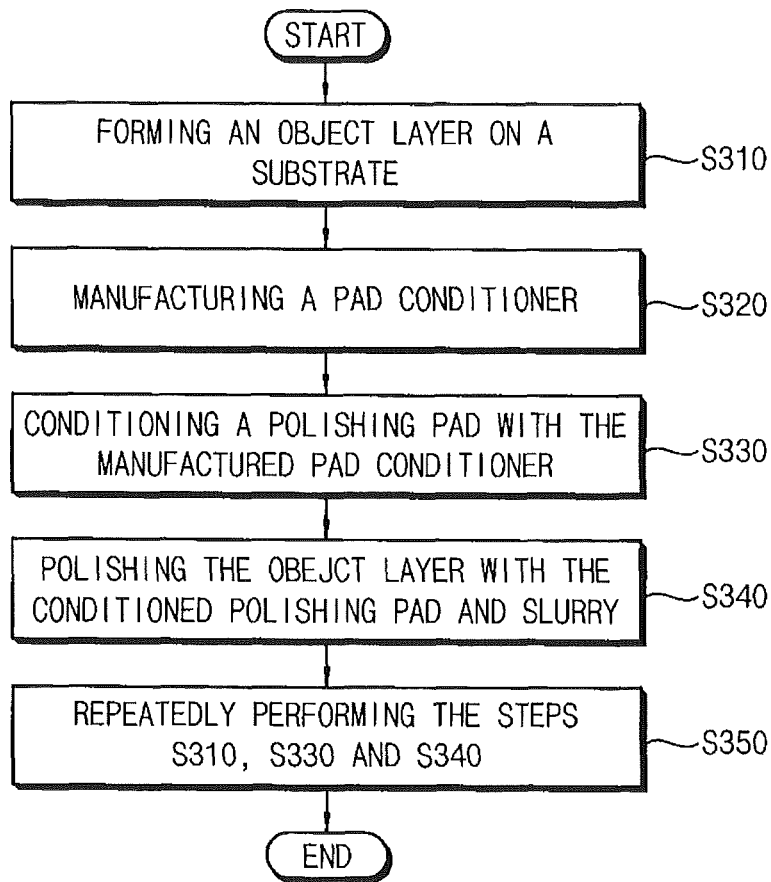 START
FORMING AN OBJECT LAYER ON A
SUBSTRATE
S310
MANUFACTURING A PAD CONDITIONER
S320
CONDITIONING A POLISHING PAD WITH THE
MANUFACTURED PAD CONDITIONER
S330
POLISHING THE OBEJCT LAYER WITH THE
CONDITIONED POLISHING PAD AND SLURRY
S340
REPEATEDLY PERFORMING THE STEPS
S310, S330 AND S340
S350
END